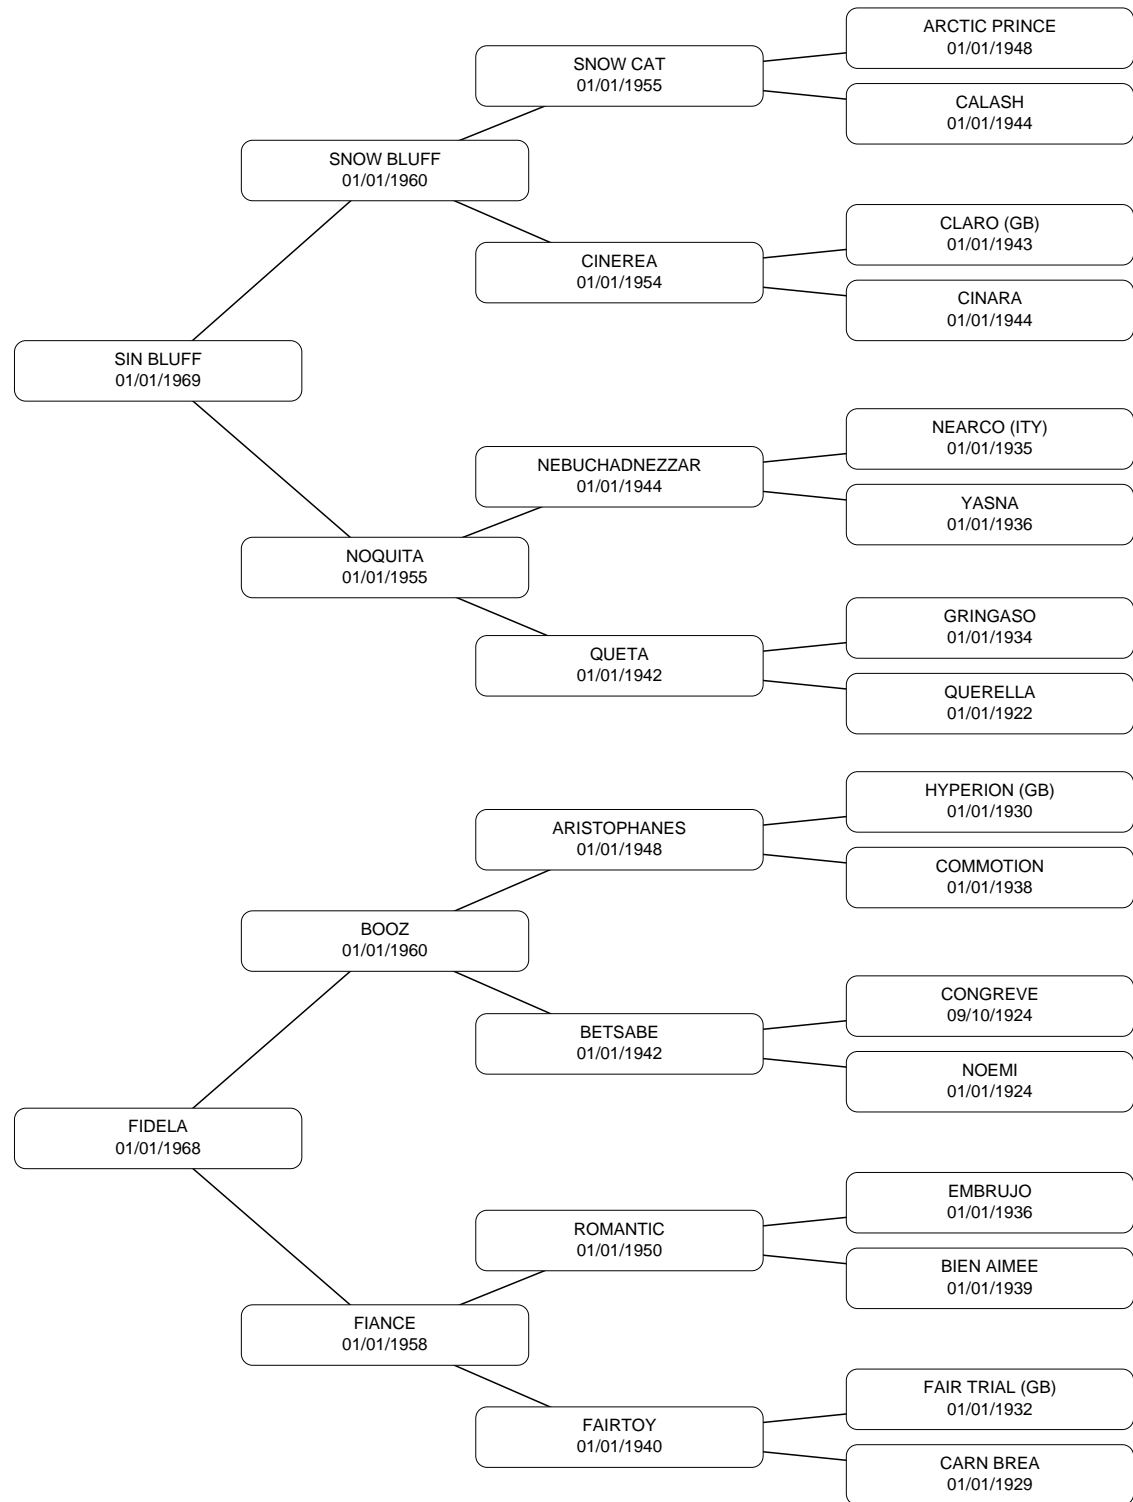 ARCTIC PRINCE
01/01/1948
SNOW CAT
01/01/1955
CALASH
01/01/1944
SNOW BLUFF
01/01/1960
CLARO (GB)
01/01/1943
CINEREA
01/01/1954
CINARA
01/01/1944
SIN BLUFF
01/01/1969
NEARCO (ITY)
01/01/1935
NEBUCHADNEZZAR
01/01/1944
YASNA
01/01/1936
NOQUITA
01/01/1955
GRINGASO
01/01/1934
QUETA
01/01/1942
QUERELLA
01/01/1922
HYPERION (GB)
01/01/1930
ARISTOPHANES
01/01/1948
COMMOTION
01/01/1938
BOOZ
01/01/1960
CONGREVE
09/10/1924
BETSABE
01/01/1942
NOEMI
01/01/1924
FIDELA
01/01/1968
EMBRUJO
01/01/1936
ROMANTIC
01/01/1950
BIEN AIMEE
01/01/1939
FIANCE
01/01/1958
FAIR TRIAL (GB)
01/01/1932
FAIRTOY
01/01/1940
CARN BREA
01/01/1929